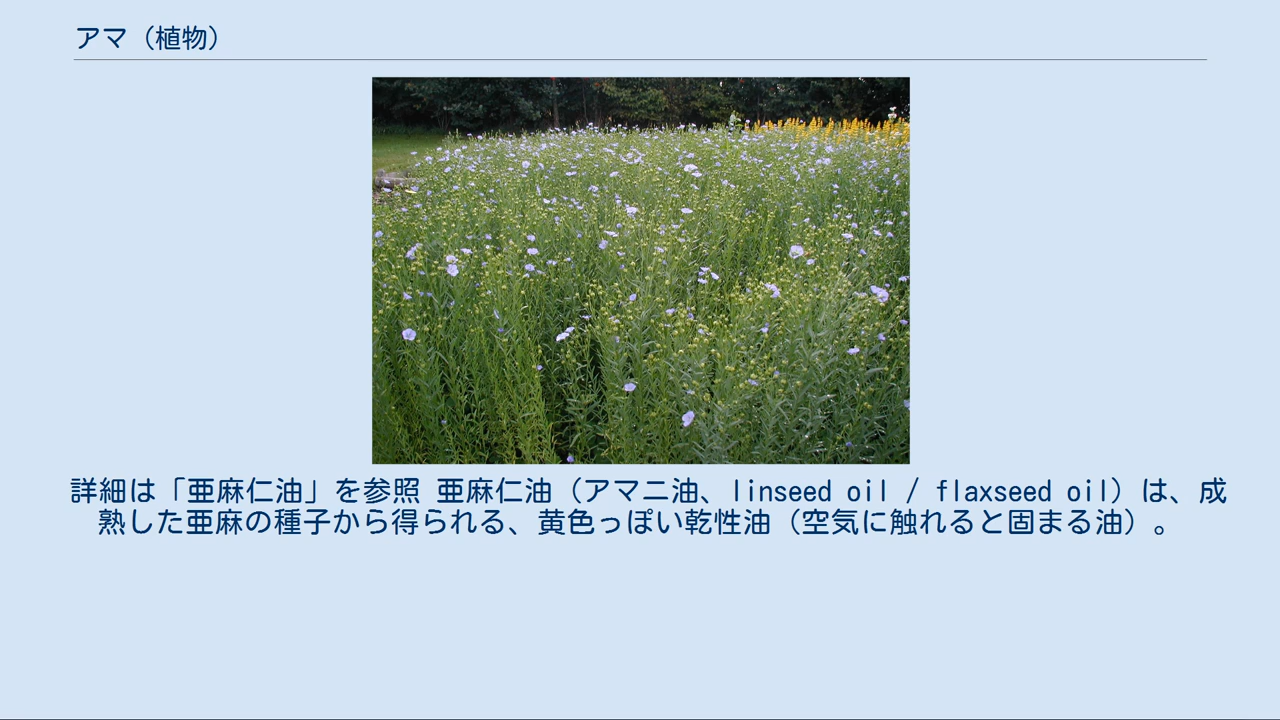 アマ（植物）
詳細は「亜麻仁油」を参照 亜麻仁油（アマニ油、linseed oil / flaxseed oil）は、成
熟した亜麻の種子から得られる、黄色っぽい乾性油（空気に触れると固まる油）。